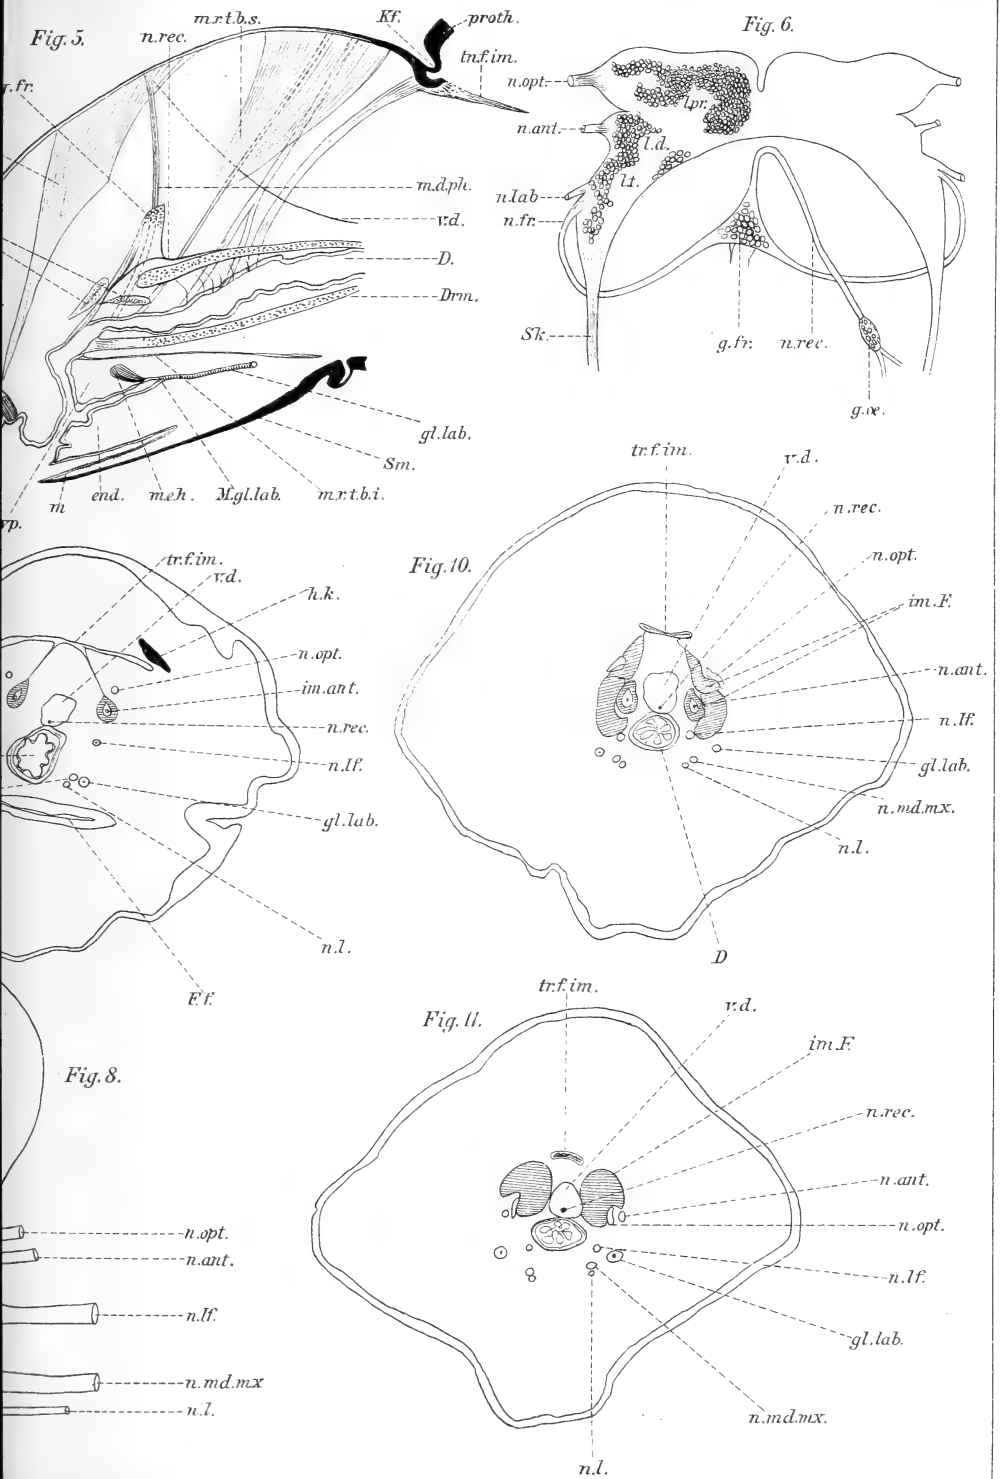 Fig. 5.
m.r.t.b.s.
n.rec.
Kf.
proth.
tn.f.im.
m.d.ph.
v.d.
D.
Drm.
gl.lab.
Sm.
m.r.t.b.i.
M.gl.lab.
m.e.h.
end.
m
Fig. 6.
n.opt.
l.pr.
n.ant.
l.d.
l.t.
n.lab
n.fr.
Sk.
g.fr.
n.rec.
g.oe.
tr.f.im.
v.d.
h.k.
n.opt.
im.ant.
n.rec.
n.lf.
gl.lab.
n.l.
F.f.
Fig. 10.
tr.f.im.
v.d.
n.rec.
n.opt.
im.F.
n.ant.
n.lf.
gl.lab.
n.md.mx.
n.l.
D
Fig. 8.
n.opt.
n.ant.
n.lf.
n.md.mx
n.l.
Fig. 11.
tr.f.im.
v.d.
im.F.
n.rec.
n.ant.
n.opt.
n.lf.
gl.lab.
n.md.mx.
n.l.